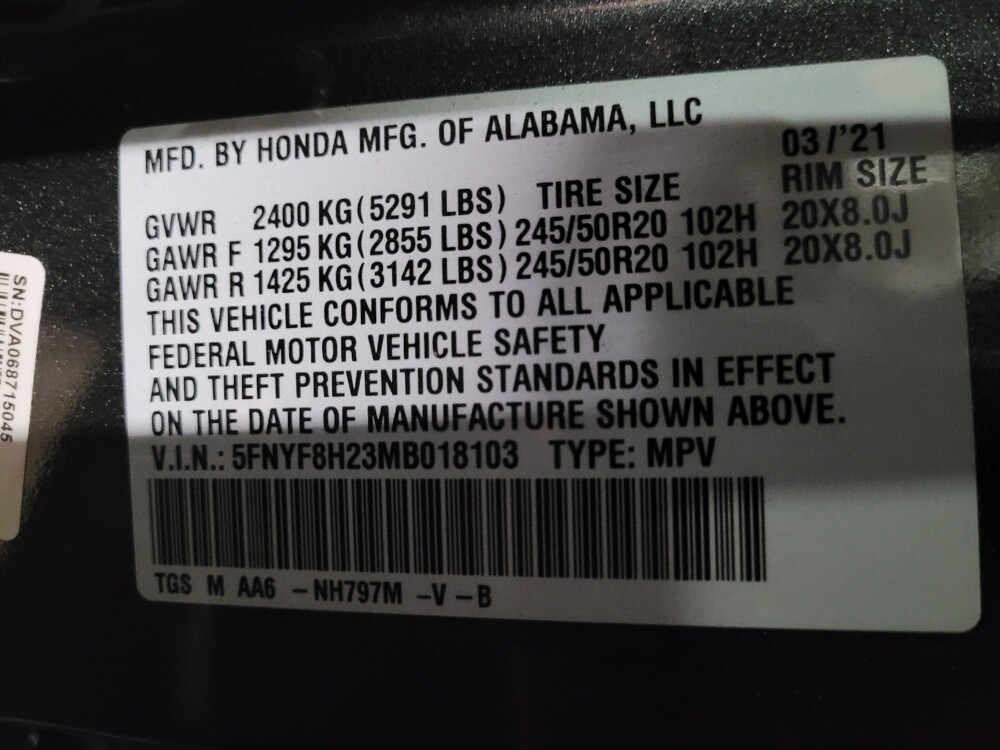 MFD. BY HONDA MFG. OF ALABAMA, LLC
03/'21
GVWR 2400 KG(5291 LBS) TIRE SIZE RIM SIZE
GAWR F 1295 KG(2855 LBS) 245/50R20 102H 20X8.0J
GAWR R 1425 KG(3142 LBS) 245/50R20 102H 20X8.0J
THIS VEHICLE CONFORMS TO ALL APPLICABLE
FEDERAL MOTOR VEHICLE SAFETY
AND THEFT PREVENTION STANDARDS IN EFFECT
ON THE DATE OF MANUFACTURE SHOWN ABOVE.
V.I.N.: 5FNYF8H23MB018103 TYPE: MPV
TGS M AA6 -NH797M -V -B
SN:DVA068715045